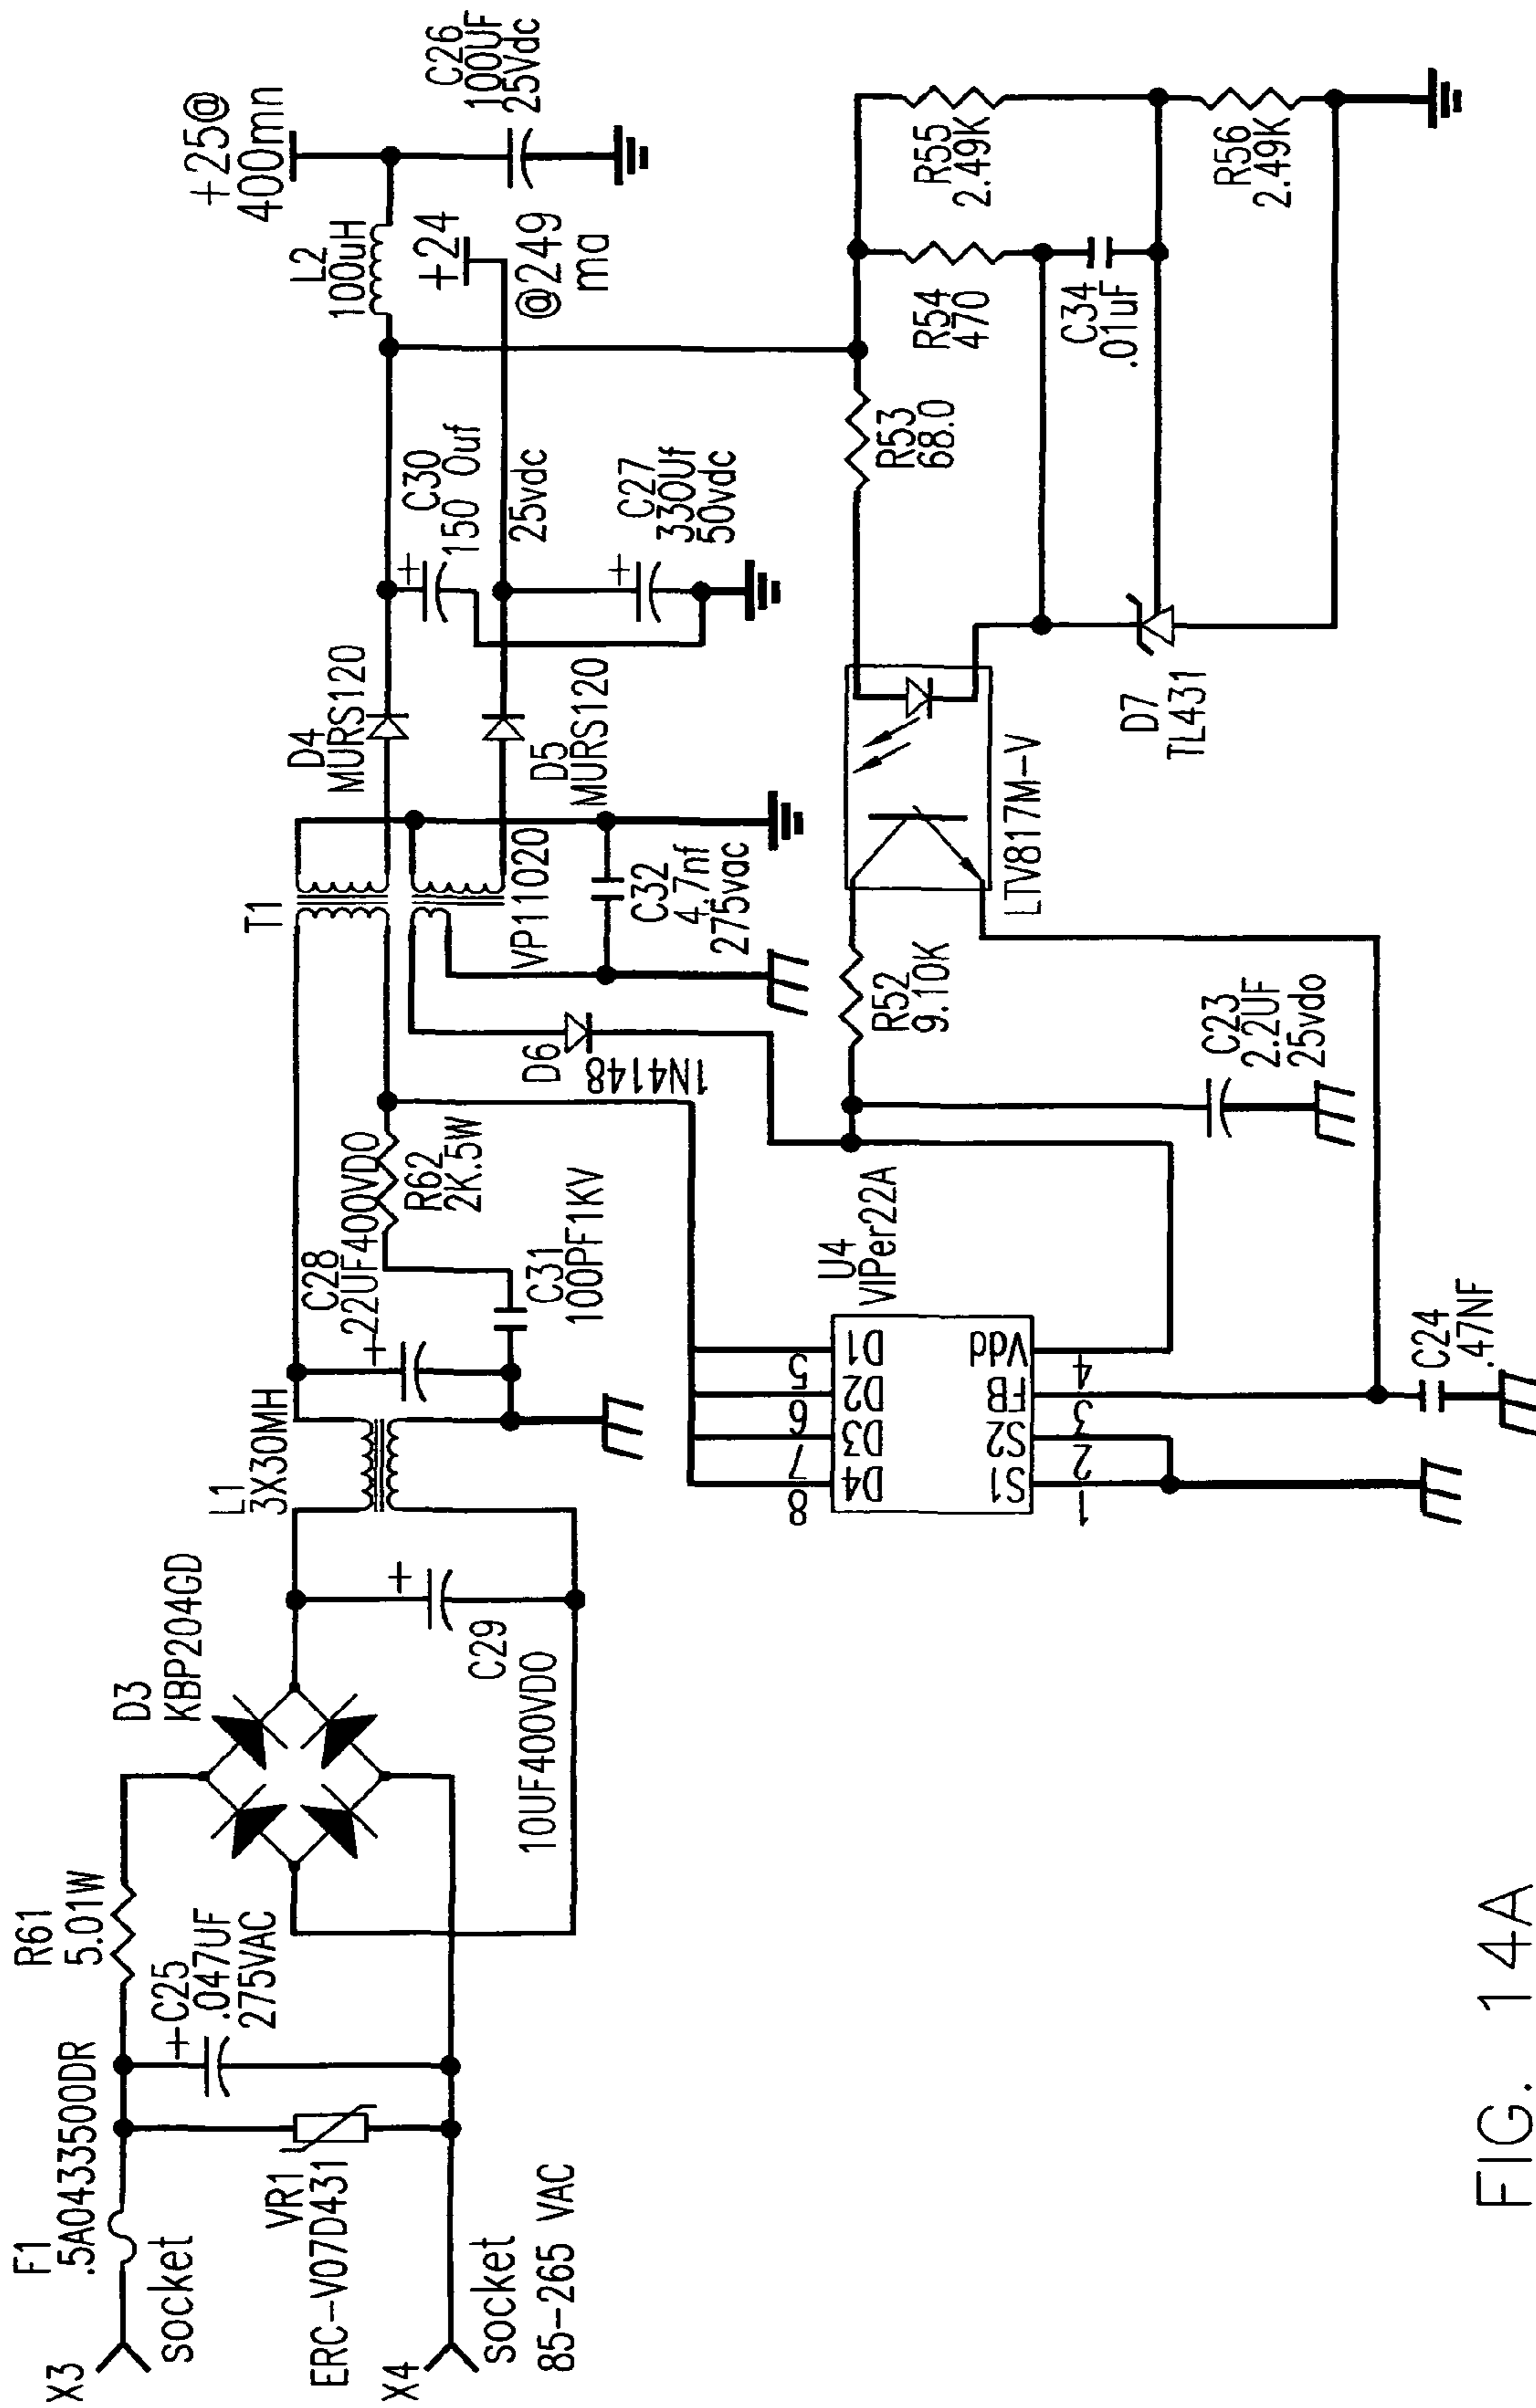 X3
F1
.5A0433500DR
socket
VR1
ERC-V07D431
X4
socket
85-265 VAC
R61
5.01W
+C25
.047UF
275VAC
D3
KBP204GD
+
C29
10UF400VDO
L1
3X30MH
C28
22UF400VDO
+
R62
2K.5W
C31
100PF1KV
T1
VP11020
D6
1N4148
C32
4.7nf
275vac
D4
MURS120
D5
MURS120
+
C30
150 0uf
25vdc
+
C27
330Uf
50vdc
L2
100uH
+25@
400mn
+24
@249
ma
C26
100UF
25Vdc
U4
VIPer22A
5 D1
6 D2
7 D3
8 D4
Vdd 4
FB 3
S2 2
S1 1
C24
.47NF
C23
2.2UF
25vdo
R52
9.10K
LTV817M-V
R53
68.0
R54
470
C34
.01uF
R55
2.49K
R56
2.49K
D7
TL431
FIG. 14A